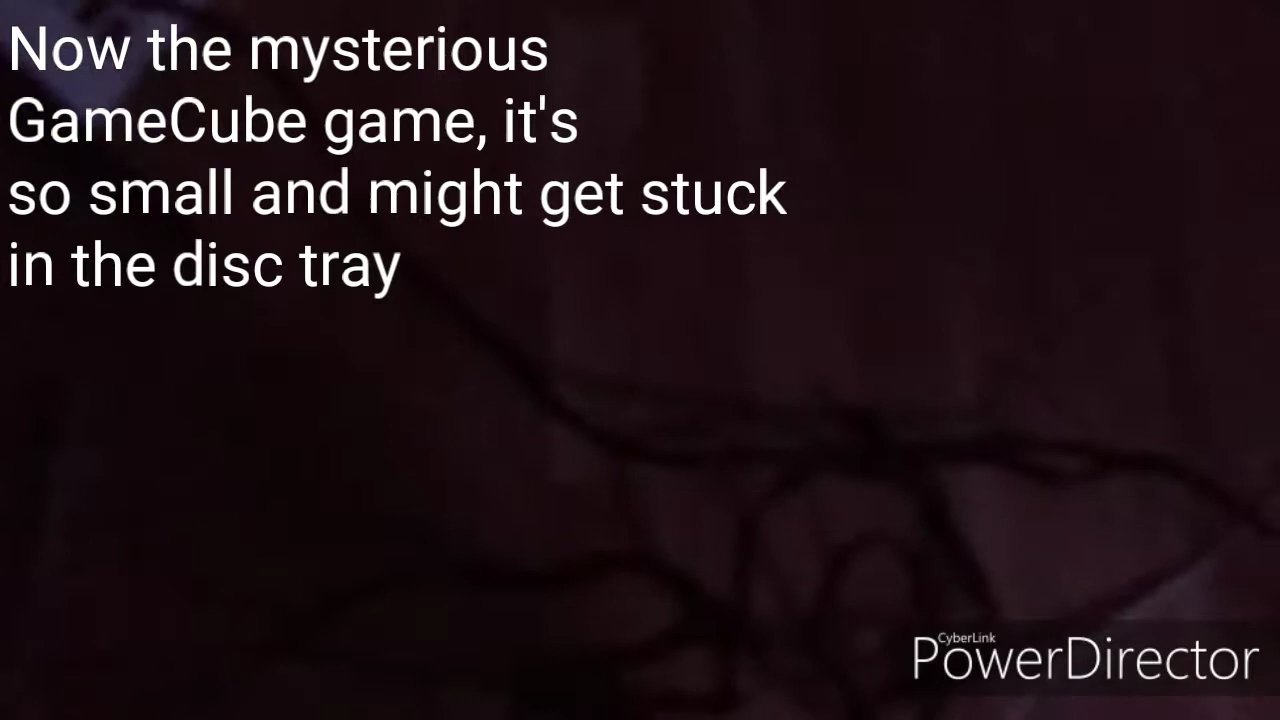 Now the mysterious
GameCube game, it's
so small and might get stuck
in the disc tray
CyberLink
PowerDirector